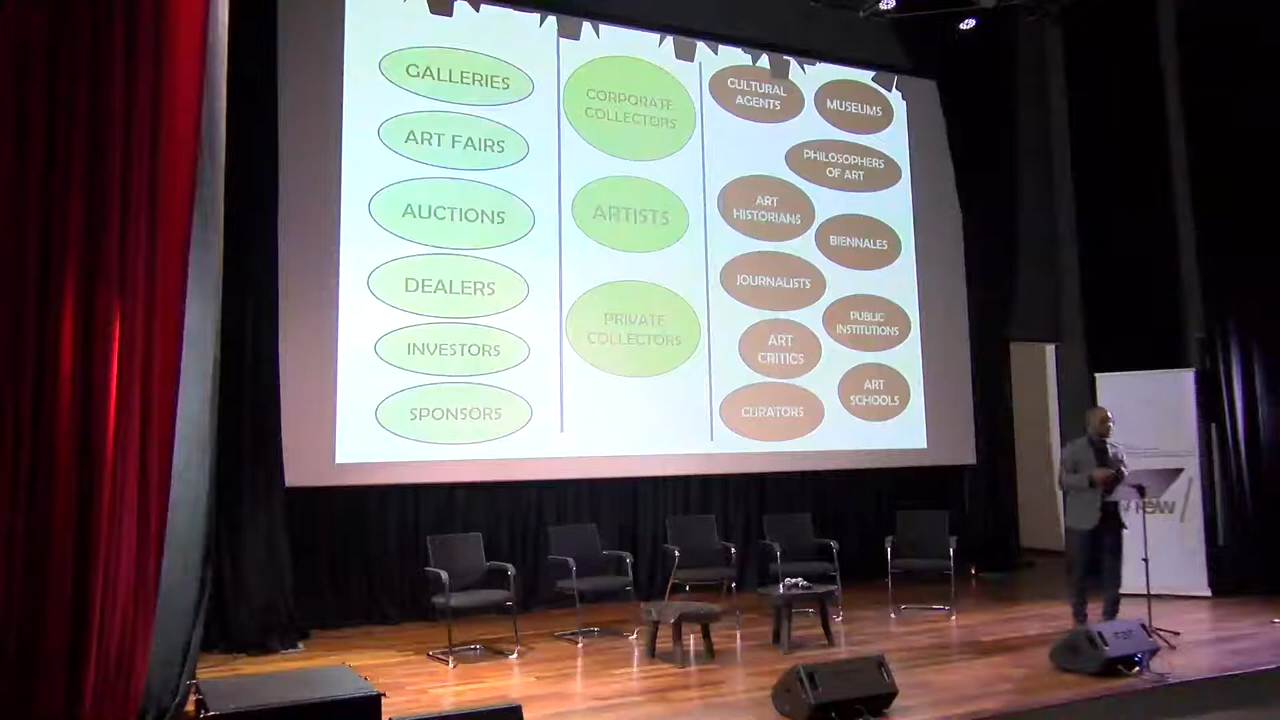 GALLERIES
ART FAIRS
AUCTIONS
DEALERS
INVESTORS
SPONSORS
CORPORATE
COLLECTORS
ARTISTS
PRIVATE
COLLECTORS
CULTURAL
AGENTS
MUSEUMS
PHILOSOPHERS
OF ART
ART
HISTORIANS
BIENNALES
JOURNALISTS
PUBLIC
INSTITUTIONS
ART
CRITICS
ART
SCHOOLS
CURATORS